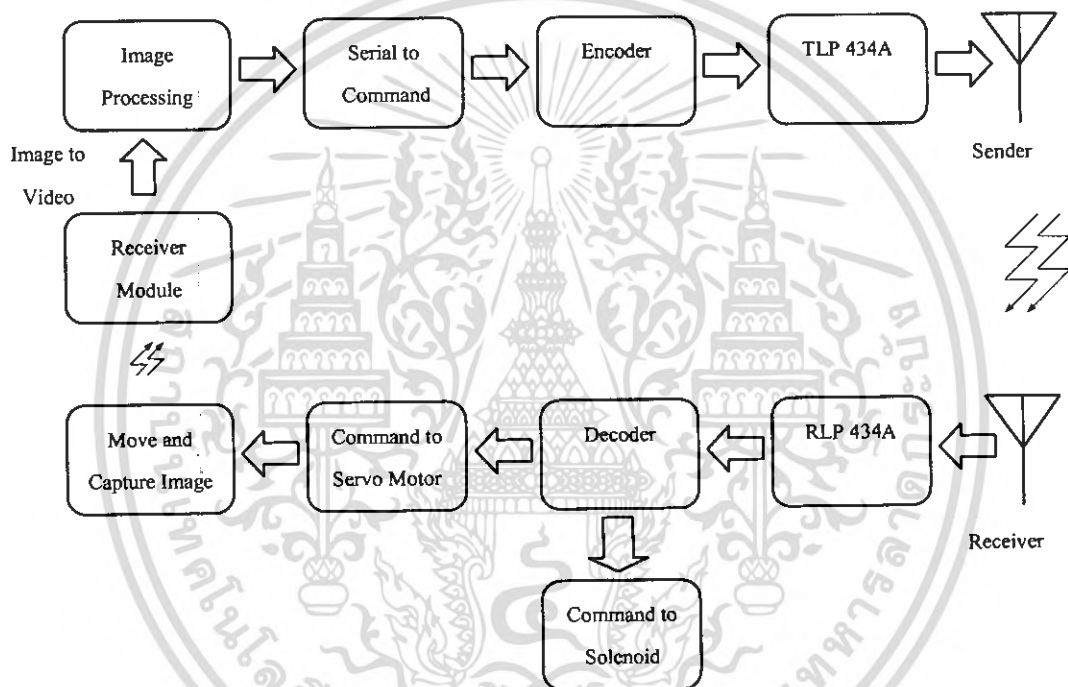 Image
Processing
Serial to
Command
Encoder
TLP 434A
Sender
Image to
Video
Receiver
Module
Move and
Capture Image
Command to
Servo Motor
Decoder
RLP 434A
Receiver
Command to
Solenoid